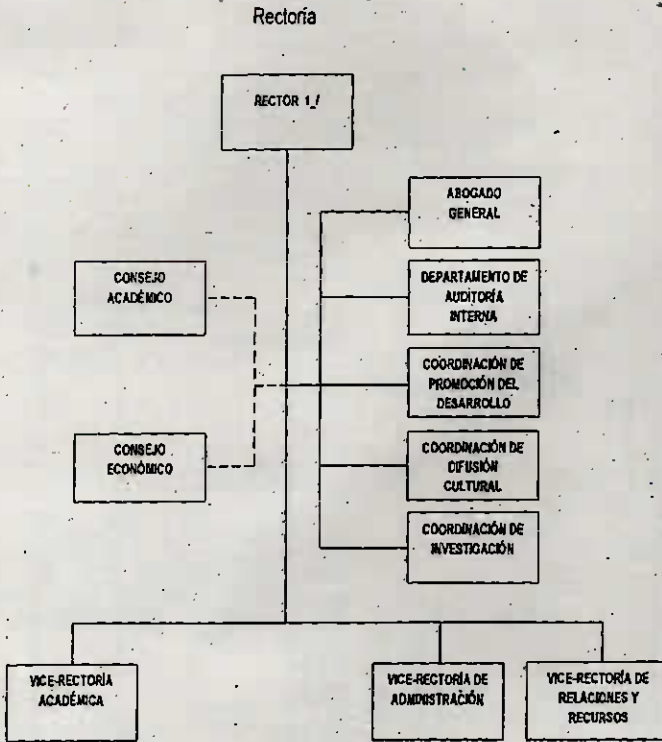 Rectoría
RECTOR 1_/
ABOGADO
GENERAL
CONSEJO
ACADÉMICO
DEPARTAMENTO DE
AUDITORÍA
INTERNA
COORDINACIÓN DE
PROMOCIÓN DEL
DESARROLLO
CONSEJO
ECONÓMICO
COORDINACIÓN DE
DIFUSIÓN
CULTURAL
COORDINACIÓN DE
INVESTIGACIÓN
VICE-RECTORÍA
ACADÉMICA
VICE-RECTORÍA DE
ADMINISTRACIÓN
VICE-RECTORÍA DE
RELACIONES Y
RECURSOS